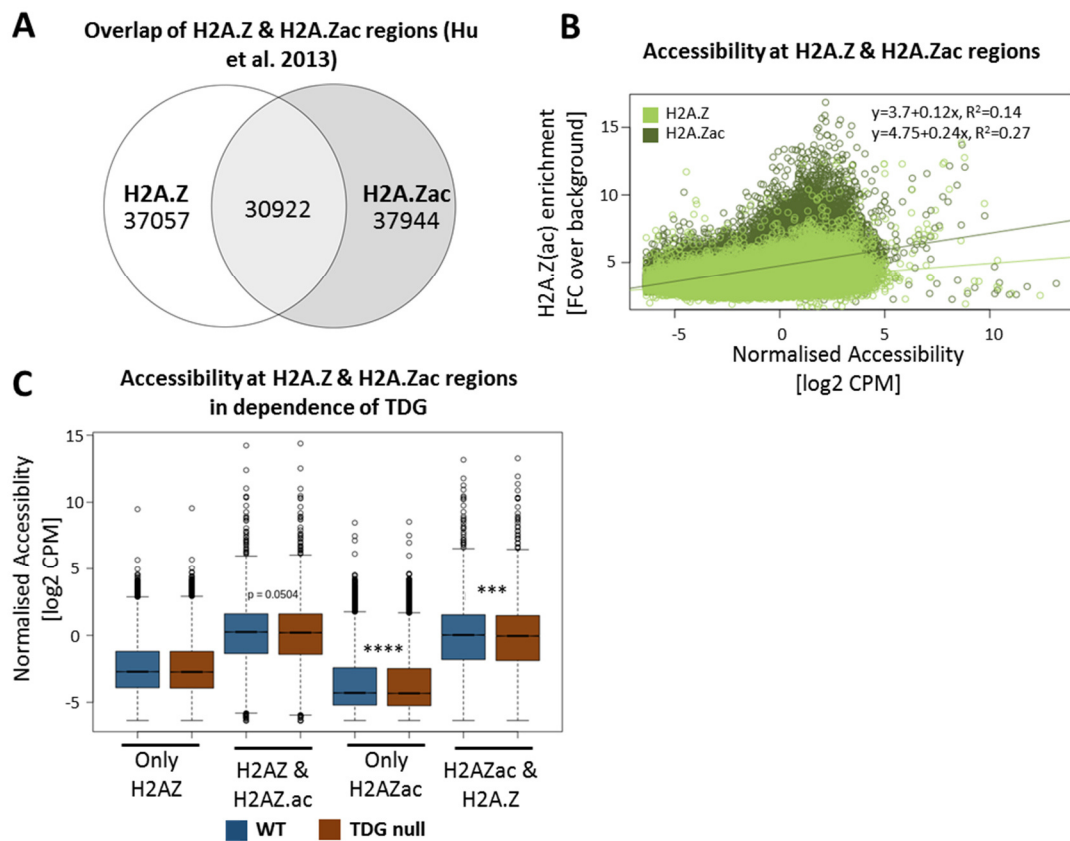 A
Overlap of H2A.Z & H2A.Zac regions (Hu
et al. 2013)
H2A.Z
37057
30922
H2A.Zac
37944
B
Accessibility at H2A.Z & H2A.Zac regions
H2A.Z
H2A.Zac
y=3.7+0.12x, R²=0.14
y=4.75+0.24x, R²=0.27
H2A.Z(ac) enrichment
[FC over background]
15
10
5
-5
0
5
10
Normalised Accessibility
[log2 CPM]
C
Accessibility at H2A.Z & H2A.Zac regions
in dependence of TDG
Normalised Accessiblity
[log2 CPM]
15
10
5
0
-5
p = 0.0504
****
***
Only
H2AZ
H2AZ &
H2AZ.ac
Only
H2AZac
H2AZac &
H2A.Z
WT
TDG null